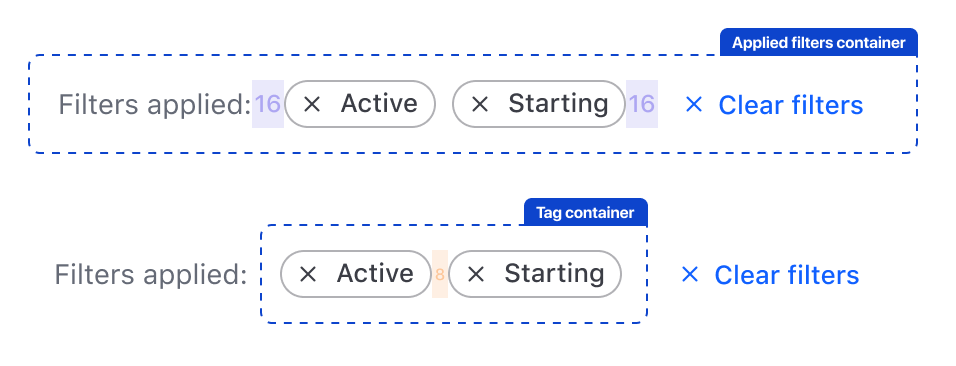 Applied filters container
Filters applied: 16 Active Starting 16 Clear filters
Tag container
Filters applied: Active 8 Starting Clear filters